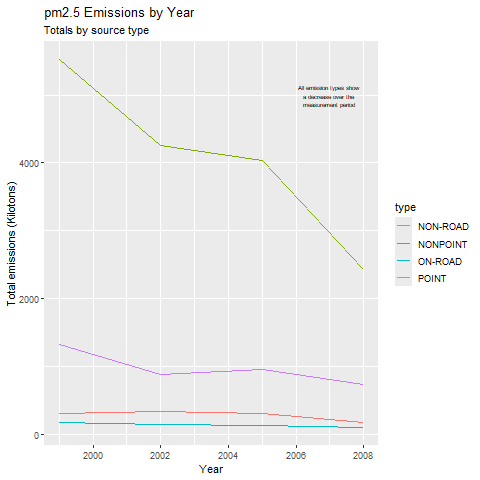 pm2.5 Emissions by Year
Totals by source type
All emission types show
a decrease over the
measurement period
Total emissions (Kilotons)
4000
2000
0
2000
2002
2004
2006
2008
Year
type
NON-ROAD
NONPOINT
ON-ROAD
POINT